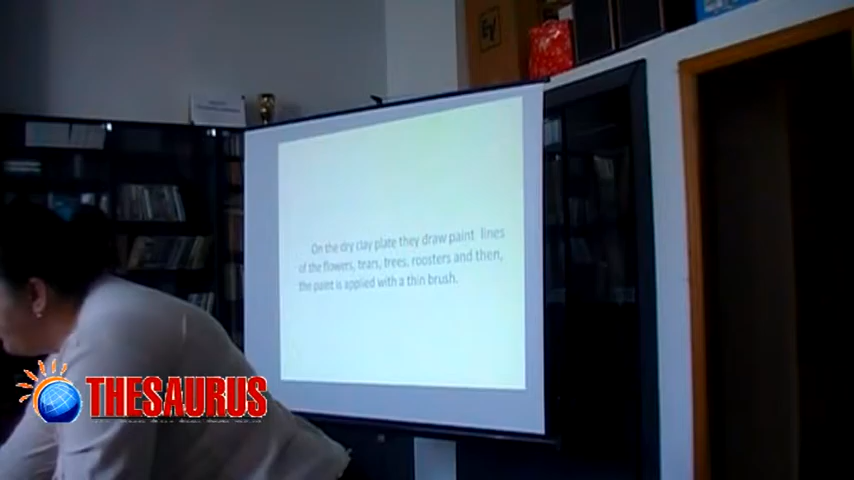 EV
On the dry clay plate they draw paint lines
of the flowers, tears, trees, roosters and then,
the paint is applied with a thin brush.
THESAURUS